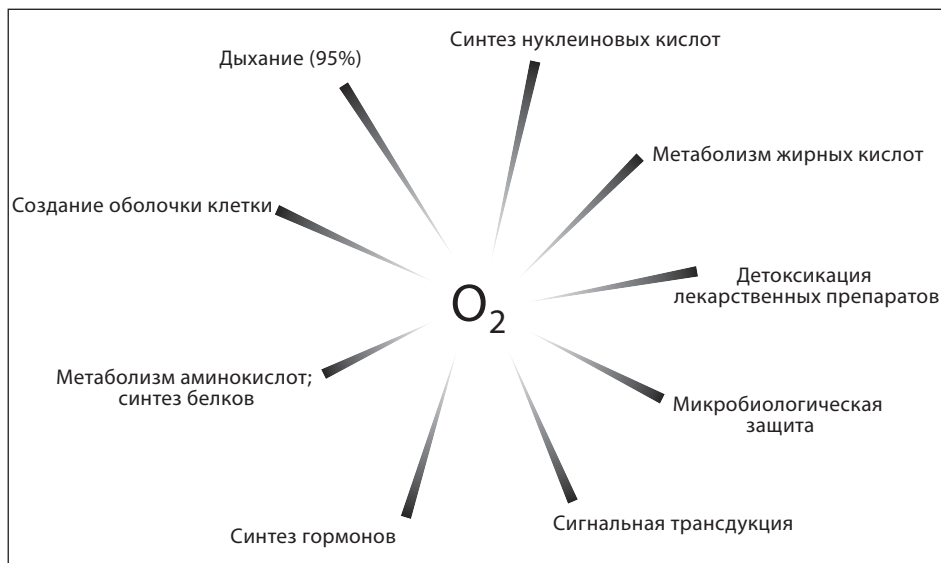 Синтез нуклеиновых кислот
Дыхание (95%)
Метаболизм жирных кислот
Создание оболочки клетки
Детоксикация
лекарственных препаратов
O₂
Метаболизм аминокислот;
синтез белков
Микробиологическая
защита
Сигнальная трансдукция
Синтез гормонов